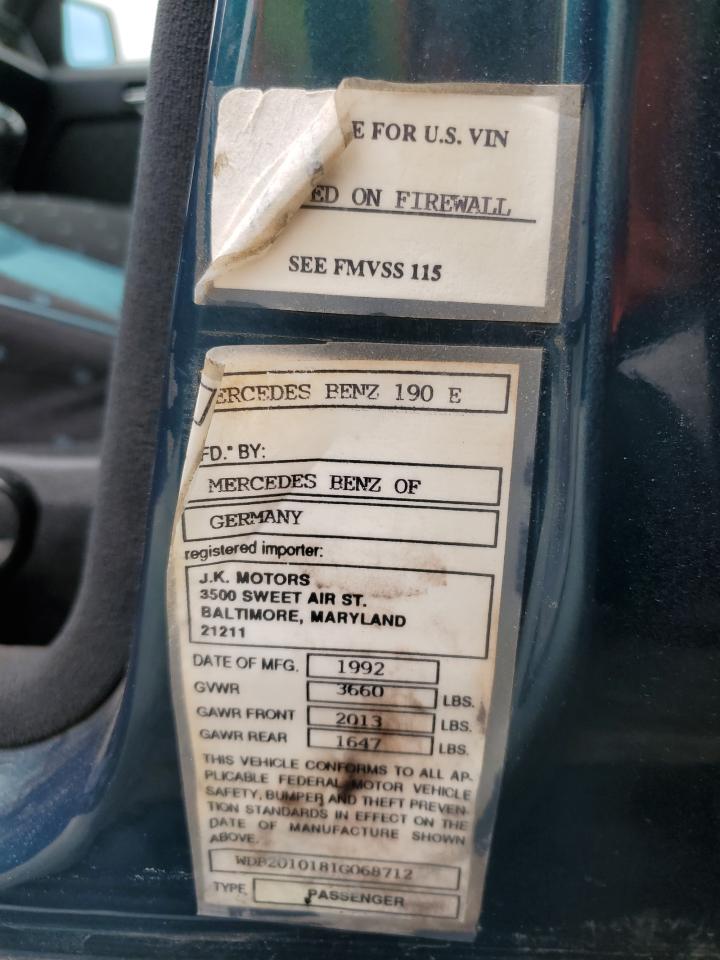 E FOR U.S. VIN
ED ON FIREWALL
SEE FMVSS 115
ERCEDES BENZ 190 E
FD. BY:
MERCEDES BENZ OF
GERMANY
registered importer:
J.K. MOTORS
3500 SWEET AIR ST.
BALTIMORE, MARYLAND
21211
DATE OF MFG. 1992
GVWR 3660 LBS.
GAWR FRONT 2013 LBS.
GAWR REAR 1647 LBS.
THIS VEHICLE CONFORMS TO ALL AP-
PLICABLE FEDERAL MOTOR VEHICLE
SAFETY, BUMPER AND THEFT PREVEN-
TION STANDARDS IN EFFECT ON THE
DATE OF MANUFACTURE SHOWN
ABOVE.
WDB2010181G068712
TYPE PASSENGER